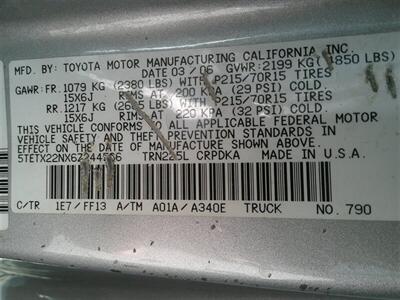 MFD. BY: TOYOTA MOTOR MANUFACTURING CALIFORNIA INC.
DATE 03 / 06 GVWR: 2199 KG ( 850 LBS)
GAWR: FR. 1079 KG (2380 LBS) WITH P215/70R15 TIRES
15X6J RIMS AT 200 KPA (29 PSI) COLD.
RR 1217 KG LBS) WITH P215/70R15 TIRES
15X6J RIMS AT 220 KPA (32 PSI) COLD.
THIS VEHICLE CONFORMS TO ALL APPLICABLE FEDERAL MOTOR
VEHICLE SAFETY AND THEFT PREVENTION STANDARDS IN
EFFECT ON THE DATE OF MANUFACTURE SHOWN ABOVE.
TRN225L CRPDKA MADE IN U.S.A.
C/TR 1E7/FF13 A/TM A01A/A340E TRUCK NO. 790